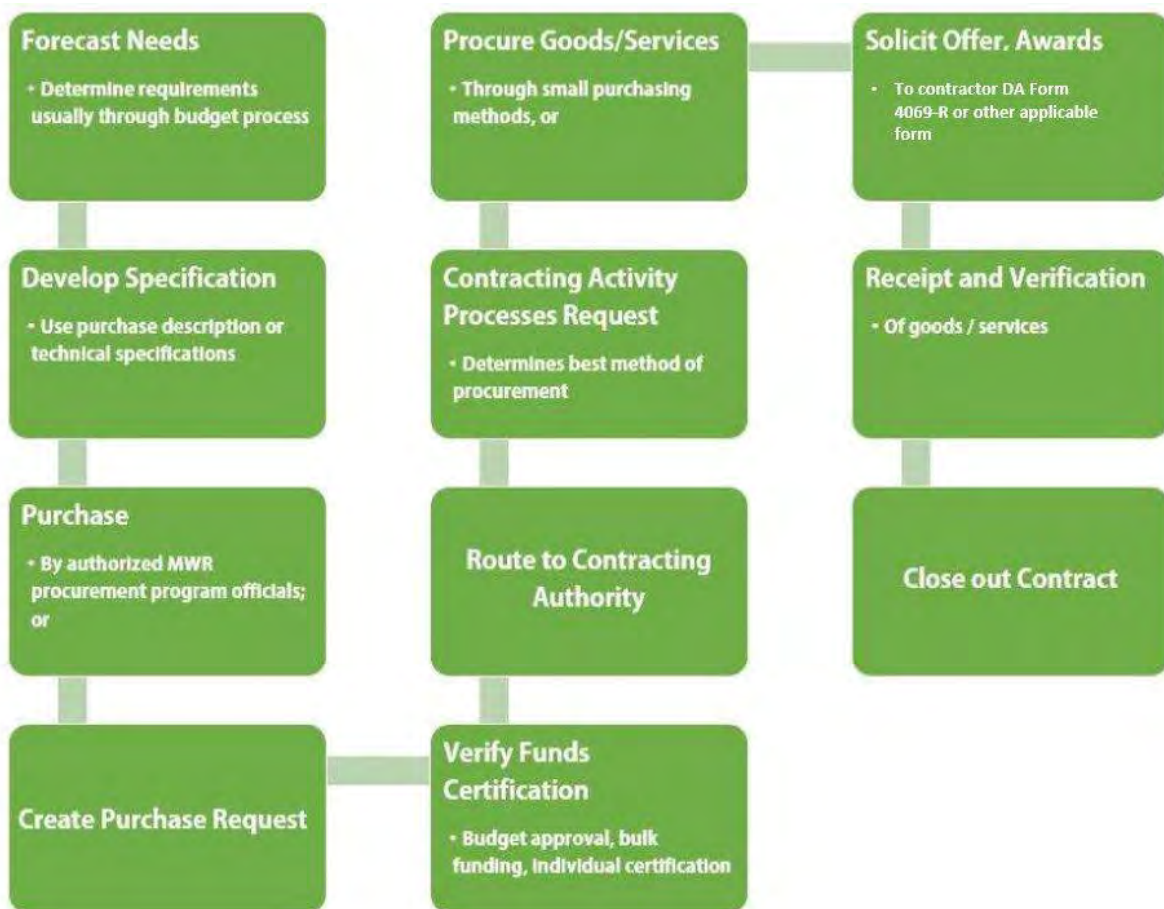 Forecast Needs
• Determine requirements
usually through budget process
Develop Specification
• Use purchase description or
technical specifications
Purchase
• By authorized MWR
procurement program officials;
or
Create Purchase Request
Verify Funds
Certification
• Budget approval, bulk
funding, individual certification
Route to Contracting
Authority
Contracting Activity
Processes Request
• Determines best method of
procurement
Procure Goods/Services
• Through small purchasing
methods, or
Solicit Offer, Awards
• To contractor DA Form
4069-R or other applicable
form
Receipt and Verification
• Of goods / services
Close out Contract